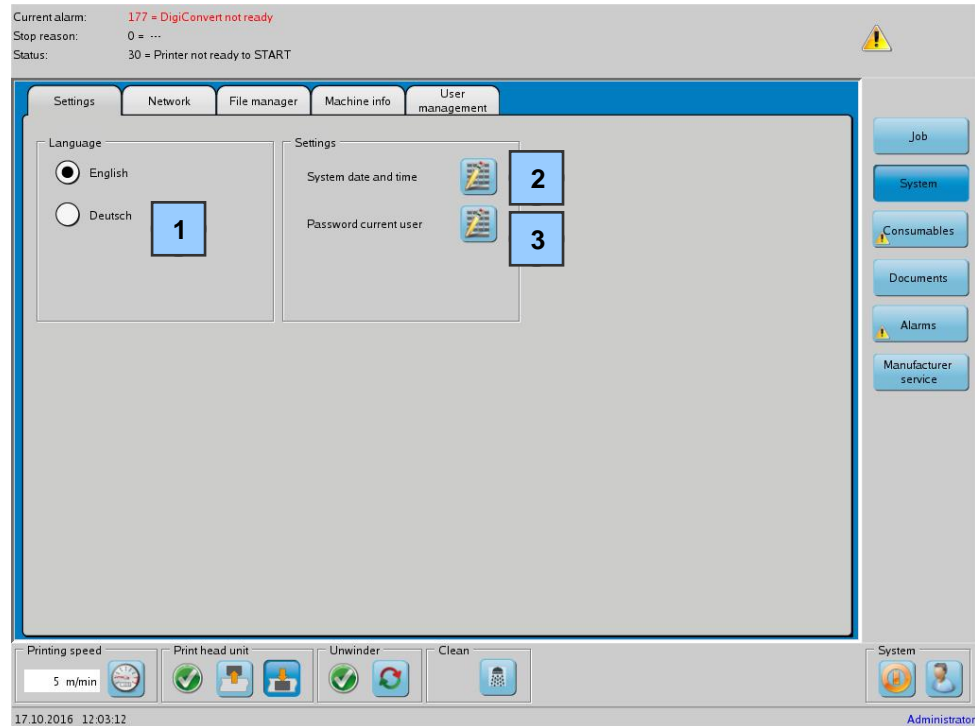 Current alarm: 177 = DigiConvert not ready
Stop reason: 0 = ---
Status: 30 = Printer not ready to START
Settings Network File manager Machine info User management
Language
English
Deutsch
1
Settings
System date and time 2
Password current user 3
Job
System
Consumables
Documents
Alarms
Manufacturer
service
Printing speed
5 m/min
Print head unit
Unwinder
Clean
System
17.10.2016 12:03:12 Administrator